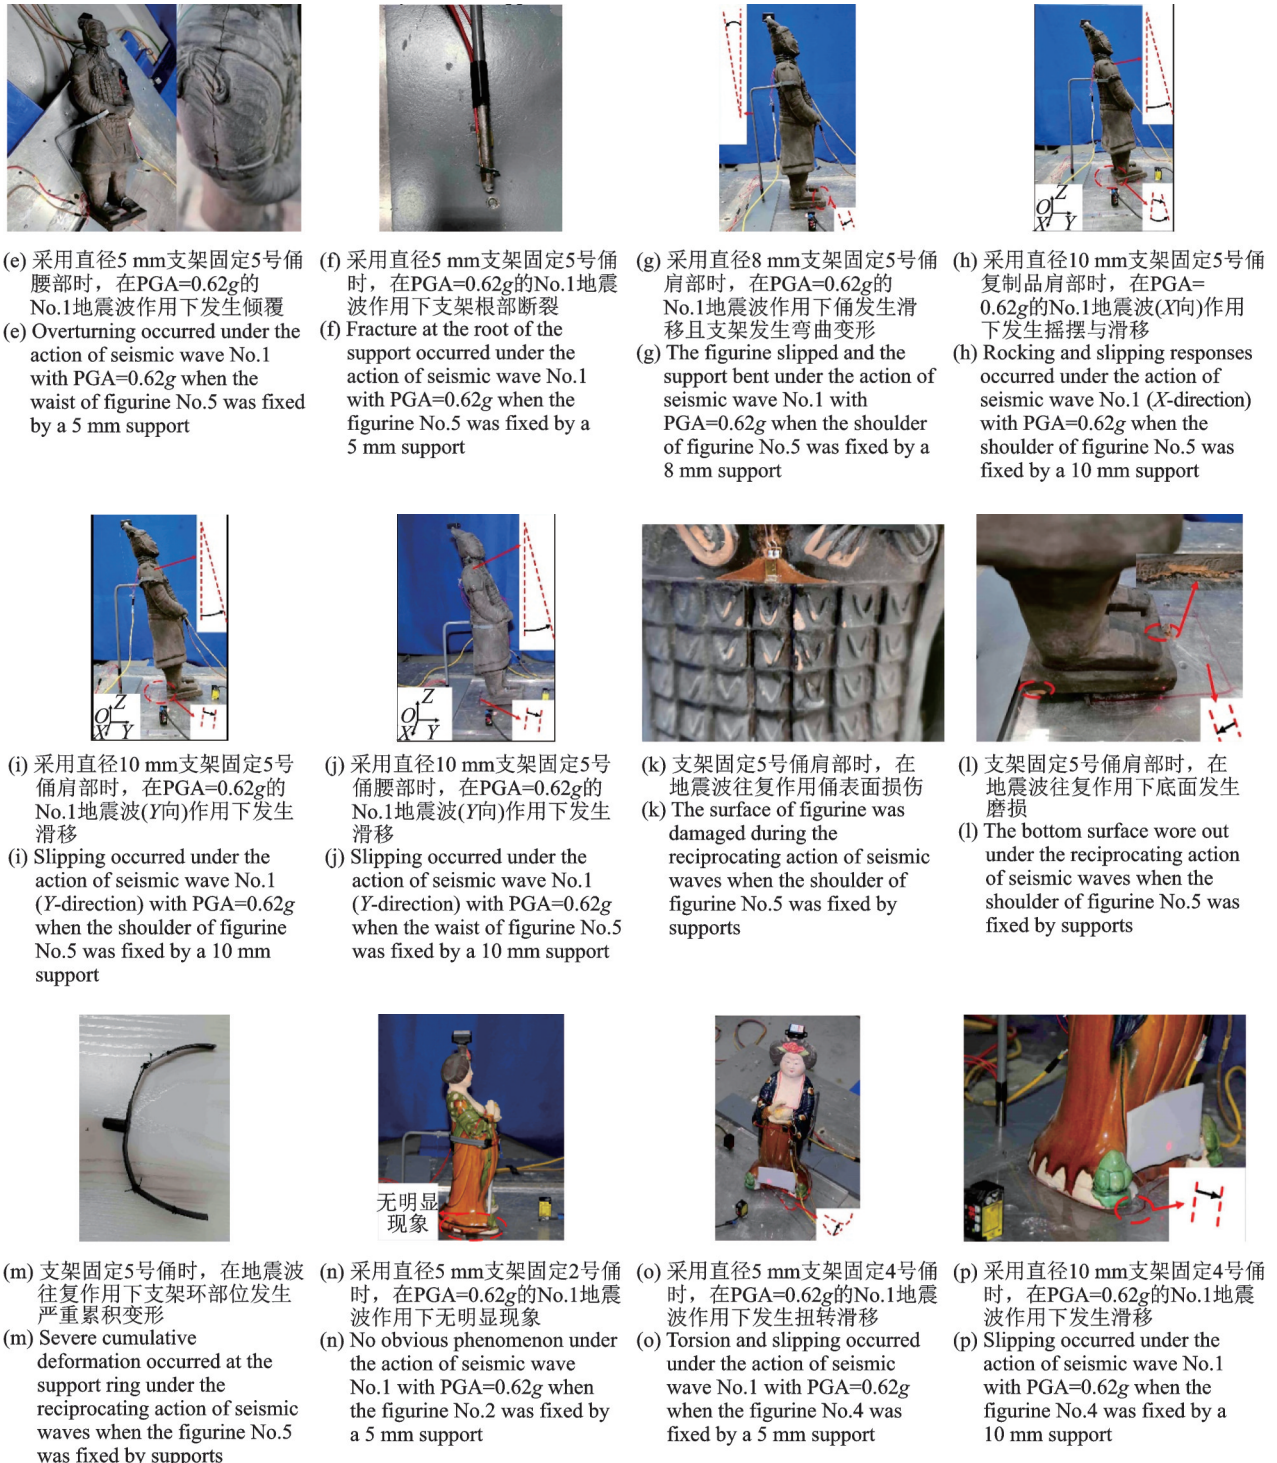 (e) 采用直径5 mm支架固定5号俑
腰部时，在PGA=0.62g的
No.1地震波作用下发生倾覆
(e) Overturning occurred under the
action of seismic wave No.1
with PGA=0.62g when the
waist of figurine No.5 was fixed
by a 5 mm support
(f) 采用直径5 mm支架固定5号俑
时，在PGA=0.62g的No.1地震
波作用下支架根部断裂
(f) Fracture at the root of the
support occurred under the
action of seismic wave No.1
with PGA=0.62g when the
figurine No.5 was fixed by a
5 mm support
(g) 采用直径8 mm支架固定5号俑
肩部时，在PGA=0.62g的
No.1地震波作用下俑发生滑
移且支架发生弯曲变形
(g) The figurine slipped and the
support bent under the action of
seismic wave No.1 with
PGA=0.62g when the shoulder
of figurine No.5 was fixed by a
8 mm support
Z
O
X Y
(h) 采用直径10 mm支架固定5号俑
复制品肩部时，在PGA=
0.62g的No.1地震波(X向)作用
下发生摇摆与滑移
(h) Rocking and slipping responses
occurred under the action of
seismic wave No.1 (X-direction)
with PGA=0.62g when the
shoulder of figurine No.5 was
fixed by a 10 mm support
Z
O
X Y
(i) 采用直径10 mm支架固定5号
俑肩部时，在PGA=0.62g的
No.1地震波(Y向)作用下发生
滑移
(i) Slipping occurred under the
action of seismic wave No.1
(Y-direction) with PGA=0.62g
when the shoulder of figurine
No.5 was fixed by a 10 mm
support
Z
O
X Y
(j) 采用直径10 mm支架固定5号
俑腰部时，在PGA=0.62g的
No.1地震波(Y向)作用下发生
滑移
(j) Slipping occurred under the
action of seismic wave No.1
(Y-direction) with PGA=0.62g
when the waist of figurine No.5
was fixed by a 10 mm support
(k) 支架固定5号俑肩部时，在
地震波往复作用俑表面损伤
(k) The surface of figurine was
damaged during the
reciprocating action of seismic
waves when the shoulder of
figurine No.5 was fixed by
supports
(l) 支架固定5号俑肩部时，在
地震波往复作用下底面发生
磨损
(l) The bottom surface wore out
under the reciprocating action
of seismic waves when the
shoulder of figurine No.5 was
fixed by supports
(m) 支架固定5号俑时，在地震波
往复作用下支架环部位发生
严重累积变形
(m) Severe cumulative
deformation occurred at the
support ring under the
reciprocating action of seismic
waves when the figurine No.5
was fixed by supports
无明显
现象
(n) 采用直径5 mm支架固定2号俑
时，在PGA=0.62g的No.1地震
波作用下无明显现象
(n) No obvious phenomenon under
the action of seismic wave
No.1 with PGA=0.62g when
the figurine No.2 was fixed by
a 5 mm support
(o) 采用直径5 mm支架固定4号俑
时，在PGA=0.62g的No.1地震
波作用下发生扭转滑移
(o) Torsion and slipping occurred
under the action of seismic
wave No.1 with PGA=0.62g
when the figurine No.4 was
fixed by a 5 mm support
(p) 采用直径10 mm支架固定4号俑
时，在PGA=0.62g的No.1地震
波作用下发生滑移
(p) Slipping occurred under the
action of seismic wave No.1
with PGA=0.62g when the
figurine No.4 was fixed by a
10 mm support